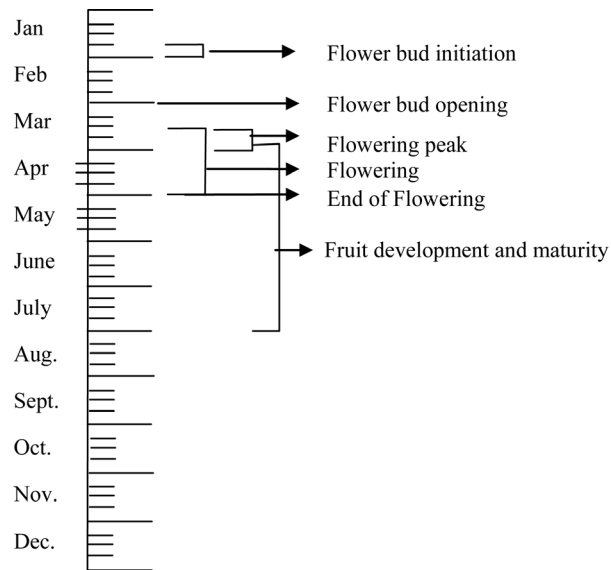 Jan
Flower bud initiation
Feb
Flower bud opening
Mar
Flowering peak
Apr
Flowering
End of Flowering
May
Fruit development and maturity
June
July
Aug.
Sept.
Oct.
Nov.
Dec.